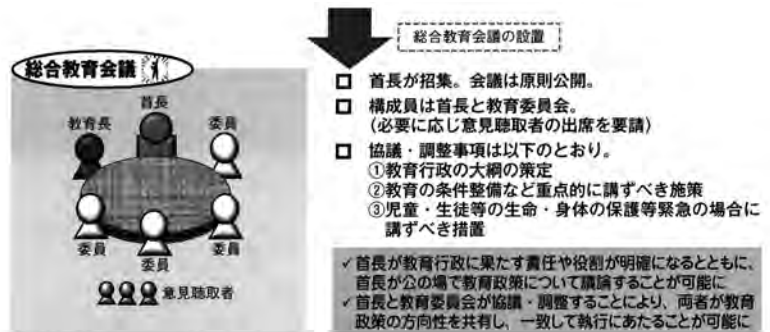 総合教育会議の設置
総合教育会議
首長
教育長
委員
委員
委員
委員
意見聴取者
□ 首長が招集。会議は原則公開。
□ 構成員は首長と教育委員会。
(必要に応じ意見聴取者の出席を要請)
□ 協議・調整事項は以下のとおり。
①教育行政の大綱の策定
②教育の条件整備など重点的に講ずべき施策
③児童・生徒等の生命・身体の保護等緊急の場合に
講ずべき措置
✓首長が教育行政に果たす責任や役割が明確になるとともに、
首長が公の場で教育政策について議論することが可能に
✓首長と教育委員会が協議・調整することにより、両者が教育
政策の方向性を共有し、一致して執行にあたることが可能に